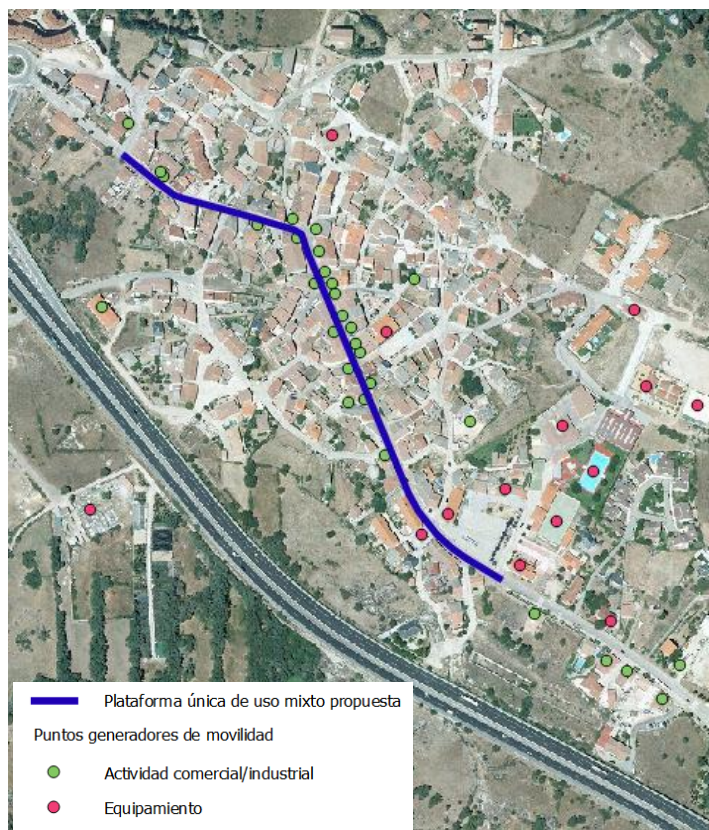 Plataforma única de uso mixto propuesta
Puntos generadores de movilidad
Actividad comercial/industrial
Equipamiento